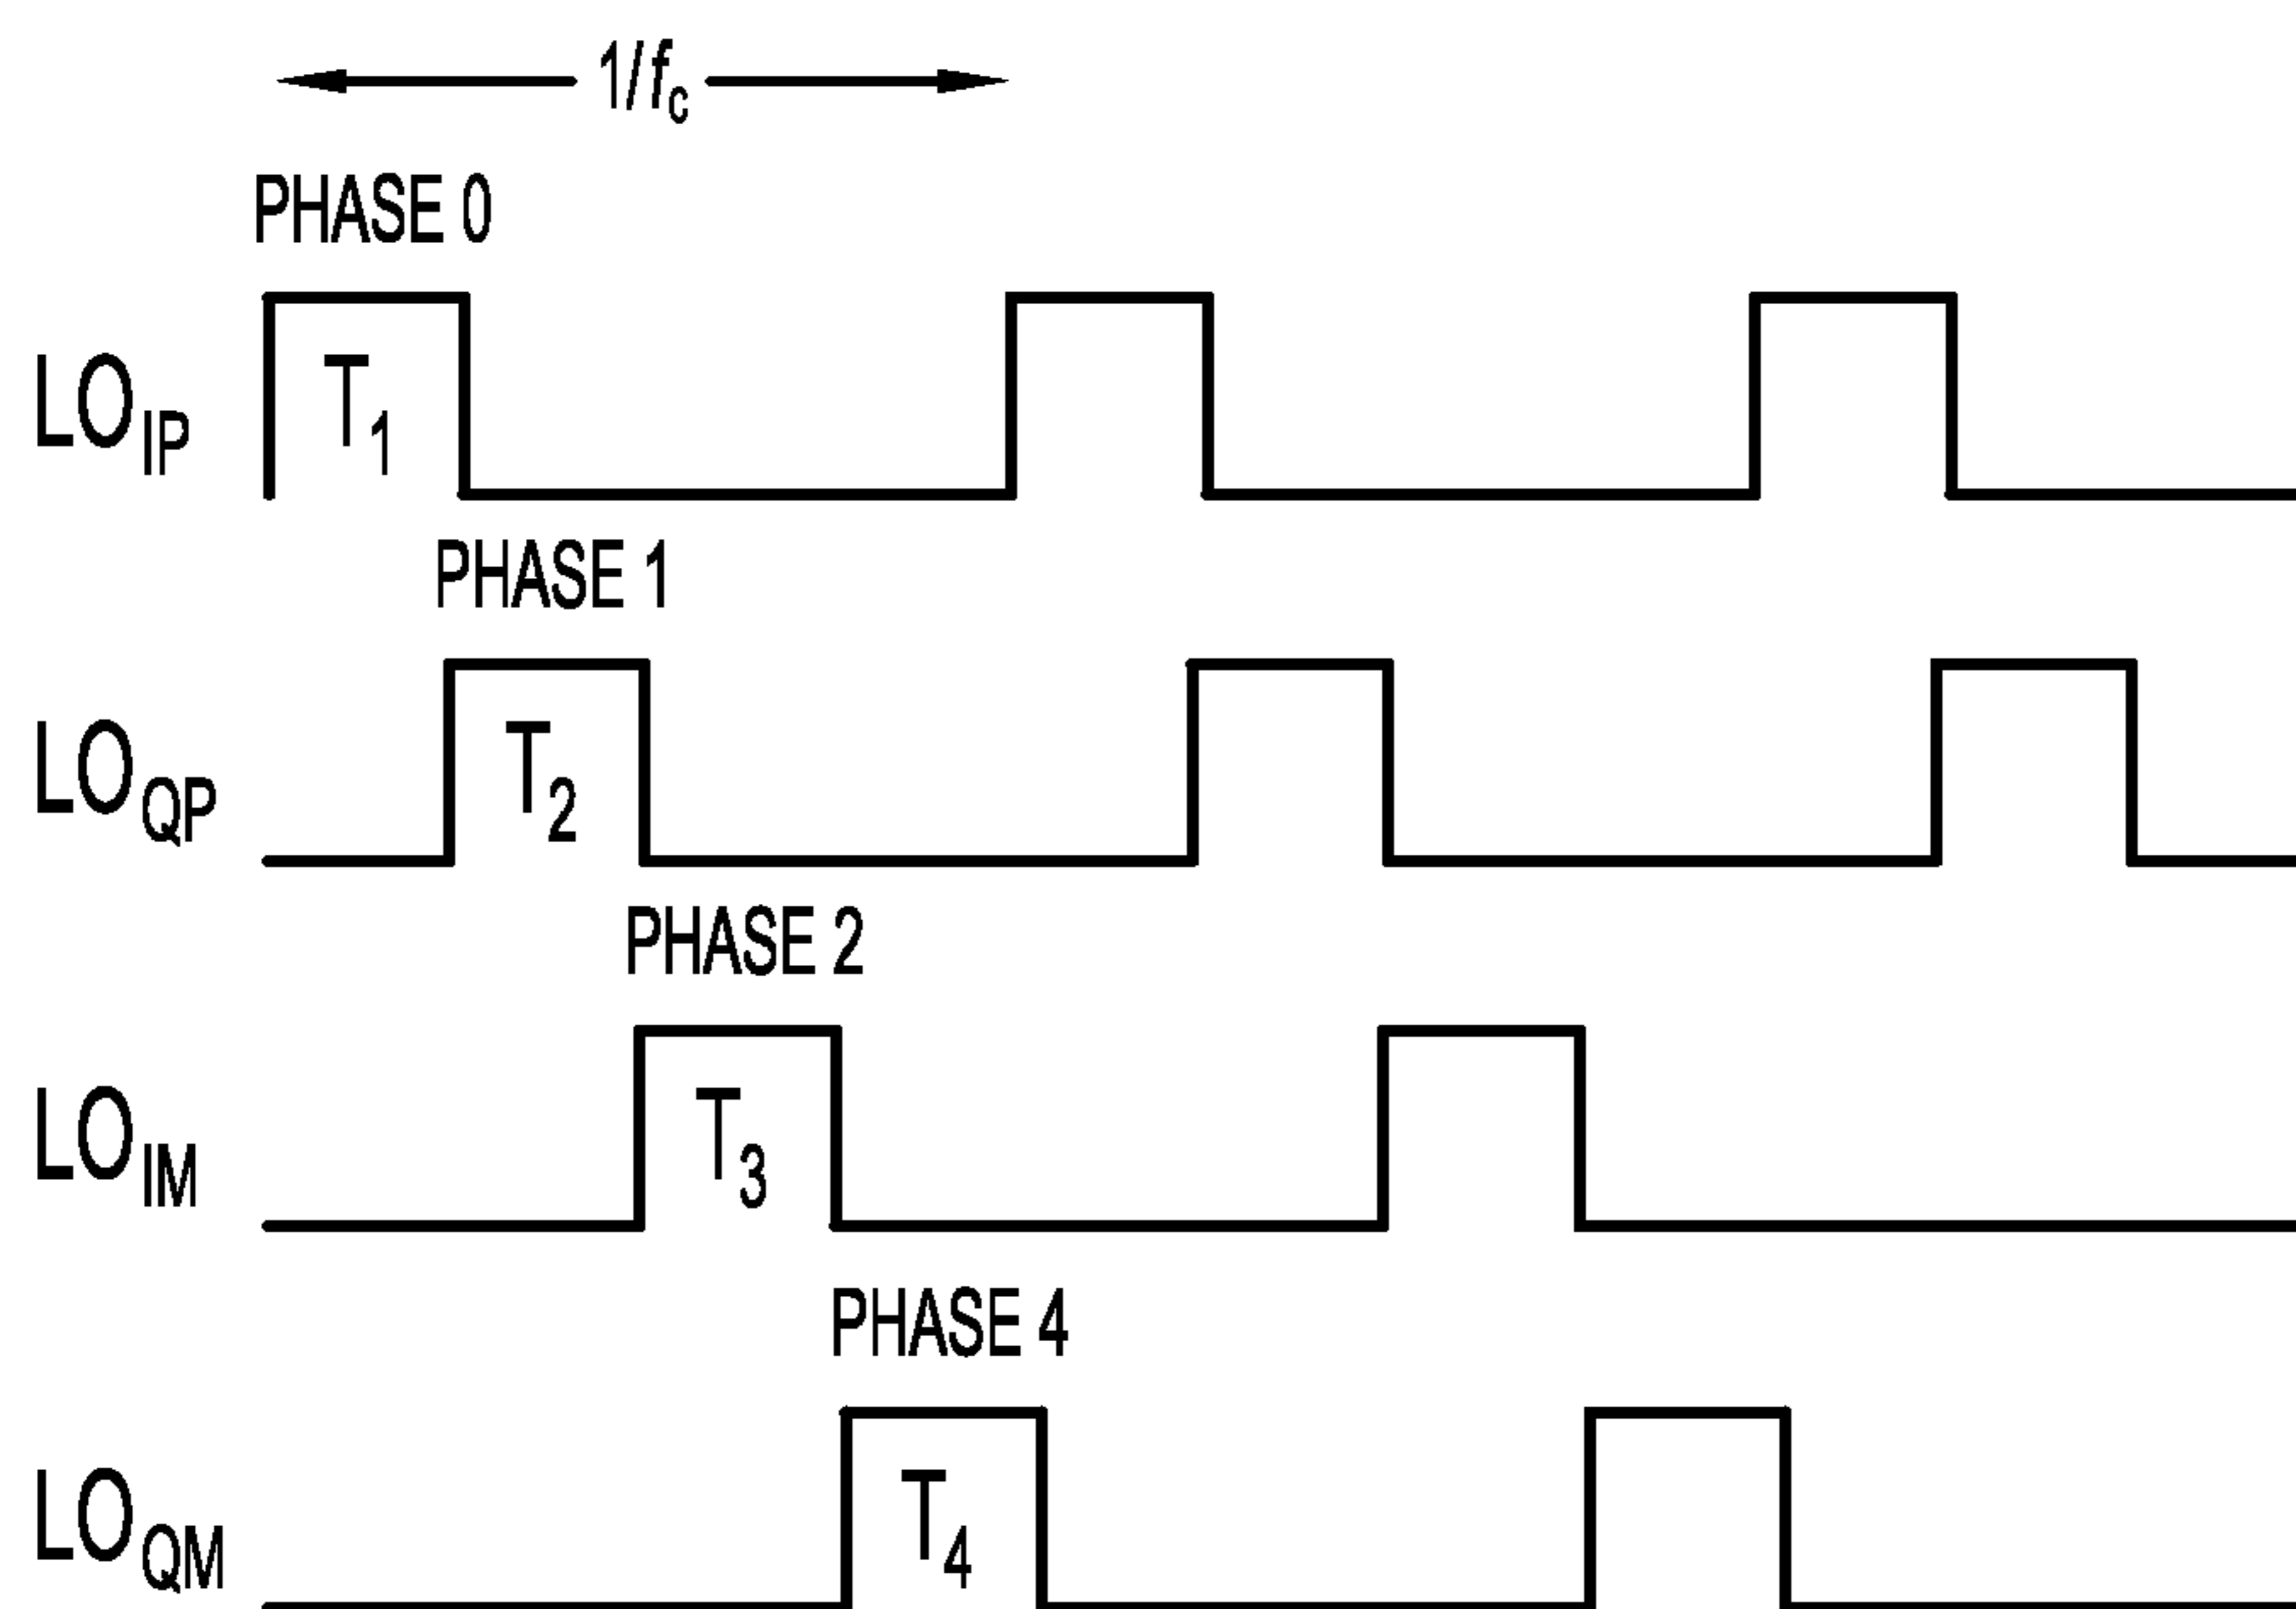 1/fc
PHASE 0
LOIP
T1
PHASE 1
LOQP
T2
PHASE 2
LOIM
T3
PHASE 4
LOQM
T4